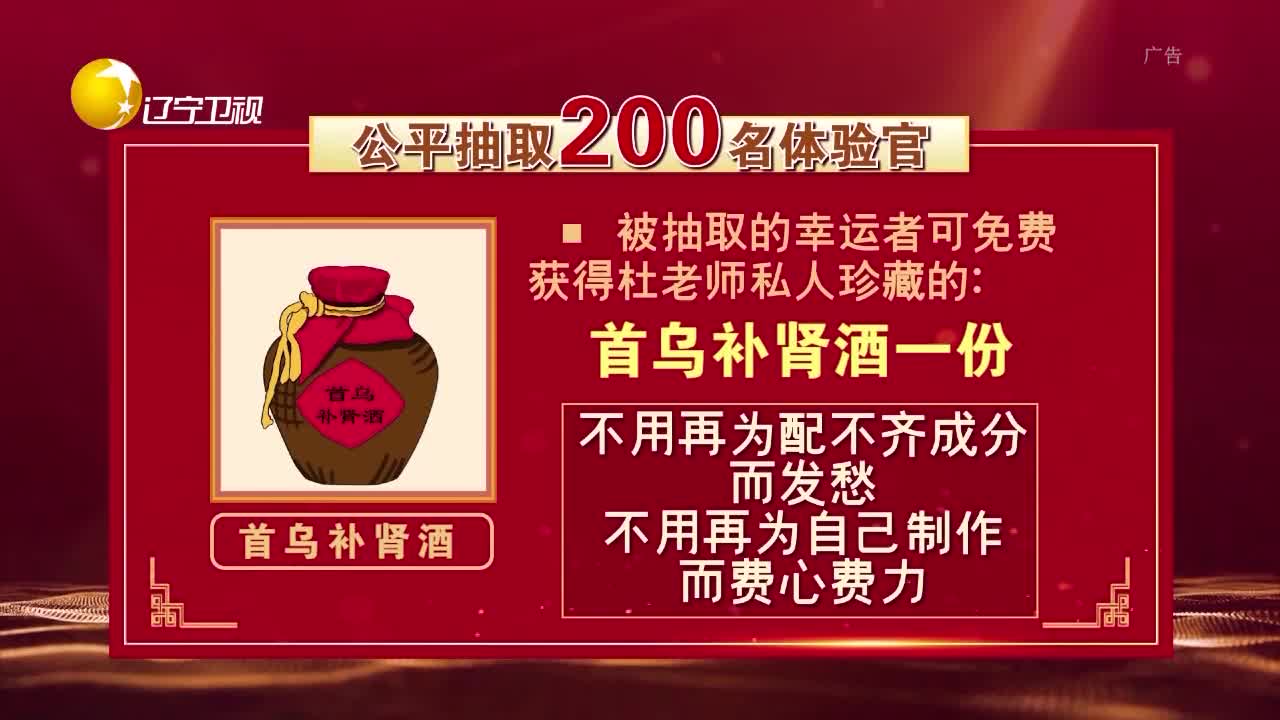 广告
辽宁卫视
公平抽取200名体验官
■ 被抽取的幸运者可免费
获得杜老师私人珍藏的：
首乌补肾酒一份
首乌
补肾酒
首乌补肾酒
不用再为配不齐成分
而发愁
不用再为自己制作
而费心费力